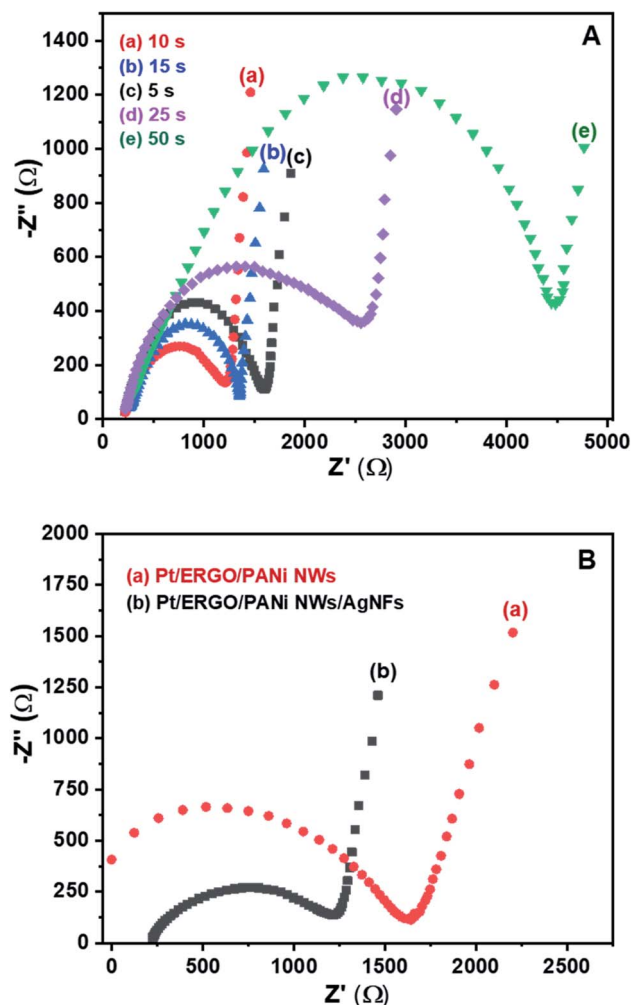 A
(a) 10 s
(b) 15 s
(c) 5 s
(d) 25 s
(e) 50 s
(a)
(b)
(c)
(d)
(e)
1400
1200
1000
800
600
400
200
0
-Z'' (Ω)
0
1000
2000
3000
4000
5000
Z' (Ω)
B
(a) Pt/ERGO/PANi NWs
(b) Pt/ERGO/PANi NWs/AgNFs
(a)
(b)
2000
1750
1500
1250
1000
750
500
250
0
-Z'' (Ω)
0
500
1000
1500
2000
2500
Z' (Ω)